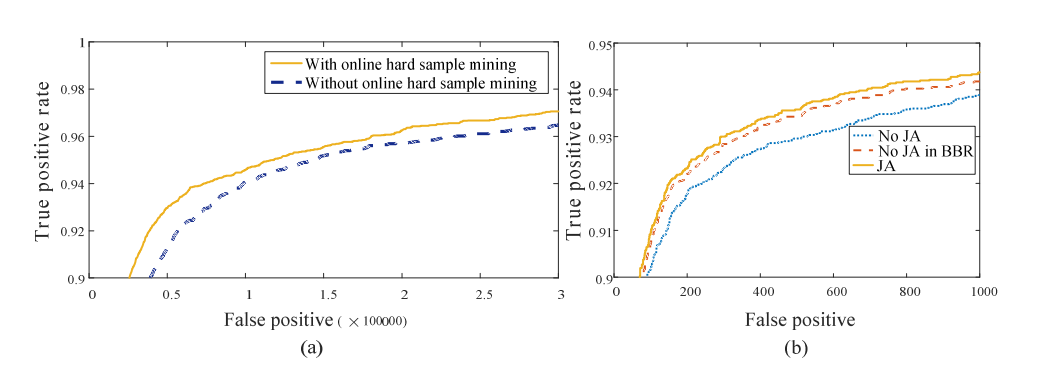 1
0.98
0.96
0.94
0.92
0.9
0
0.5
1
1.5
2
2.5
3
True positive rate
With online hard sample mining
Without online hard sample mining
False positive ( ×100000)
(a)
0.95
0.94
0.93
0.92
0.91
0.9
0
200
400
600
800
1000
True positive rate
No JA
No JA in BBR
JA
False positive
(b)